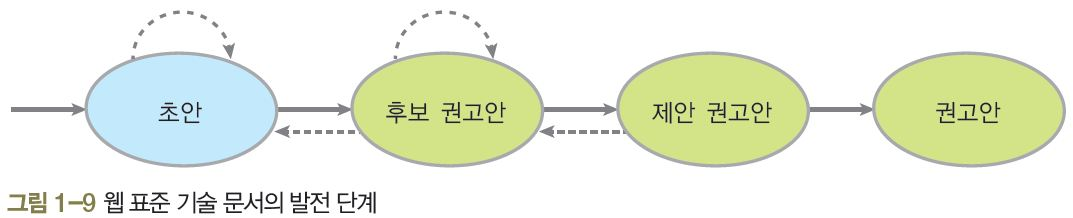 초안
후보 권고안
제안 권고안
권고안
그림 1-9 웹 표준 기술 문서의 발전 단계